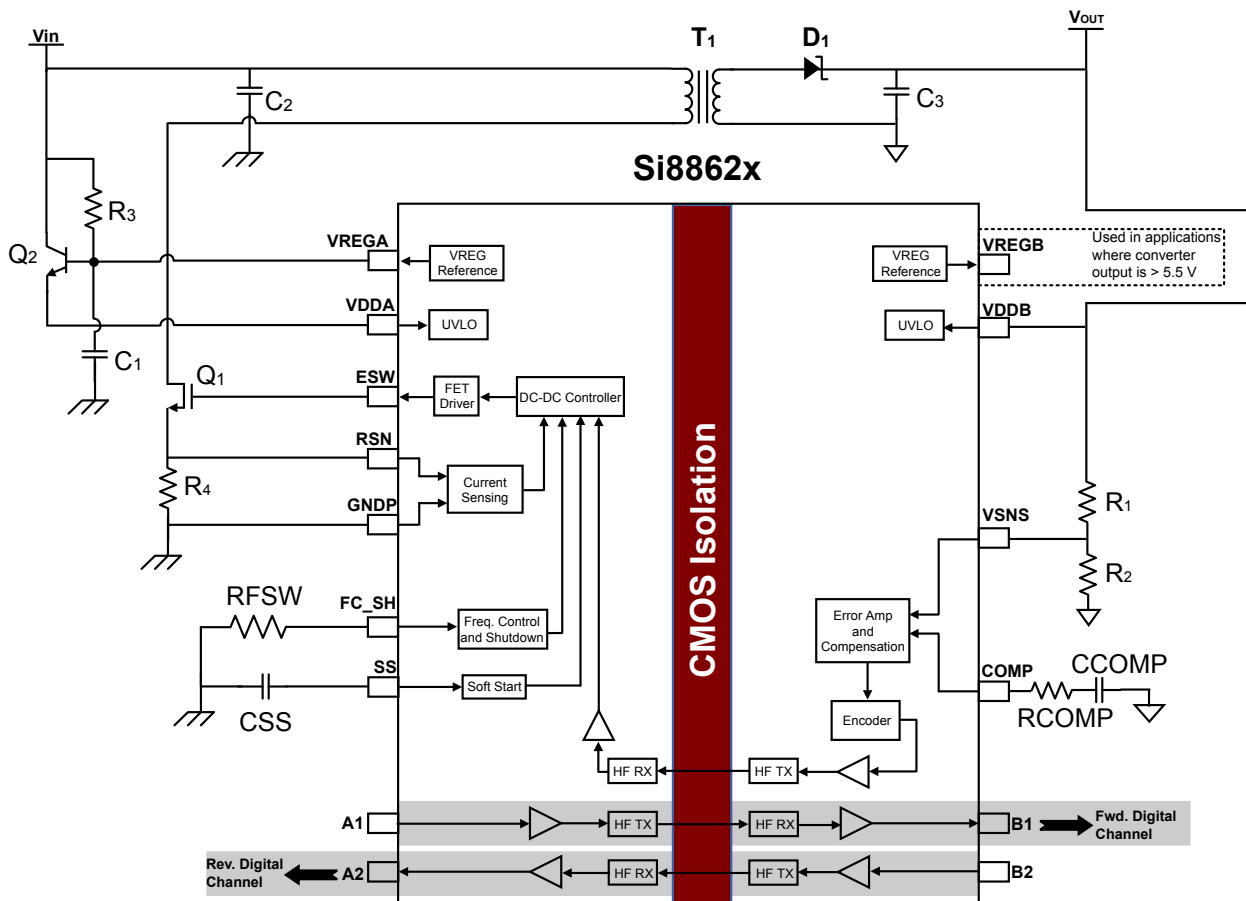 Vin
T1
D1
VOUT
C2
C3
Si8862x
R3
Q2
VREGA
VREG
Reference
VREG
Reference
VREGB
Used in applications
where converter
output is > 5.5 V
VDDA
UVLO
UVLO
VDDB
C1
Q1
ESW
FET
Driver
DC-DC Controller
RSN
R4
Current
Sensing
GNDP
CMOS Isolation
R1
VSNS
R2
RFSW
FC_SH
Freq. Control
and Shutdown
Error Amp
and
Compensation
SS
Soft Start
CSS
COMP
CCOMP
RCOMP
Encoder
HF RX
HF TX
A1
HF TX
HF RX
B1
Fwd. Digital
Channel
Rev. Digital
Channel
A2
HF RX
HF TX
B2